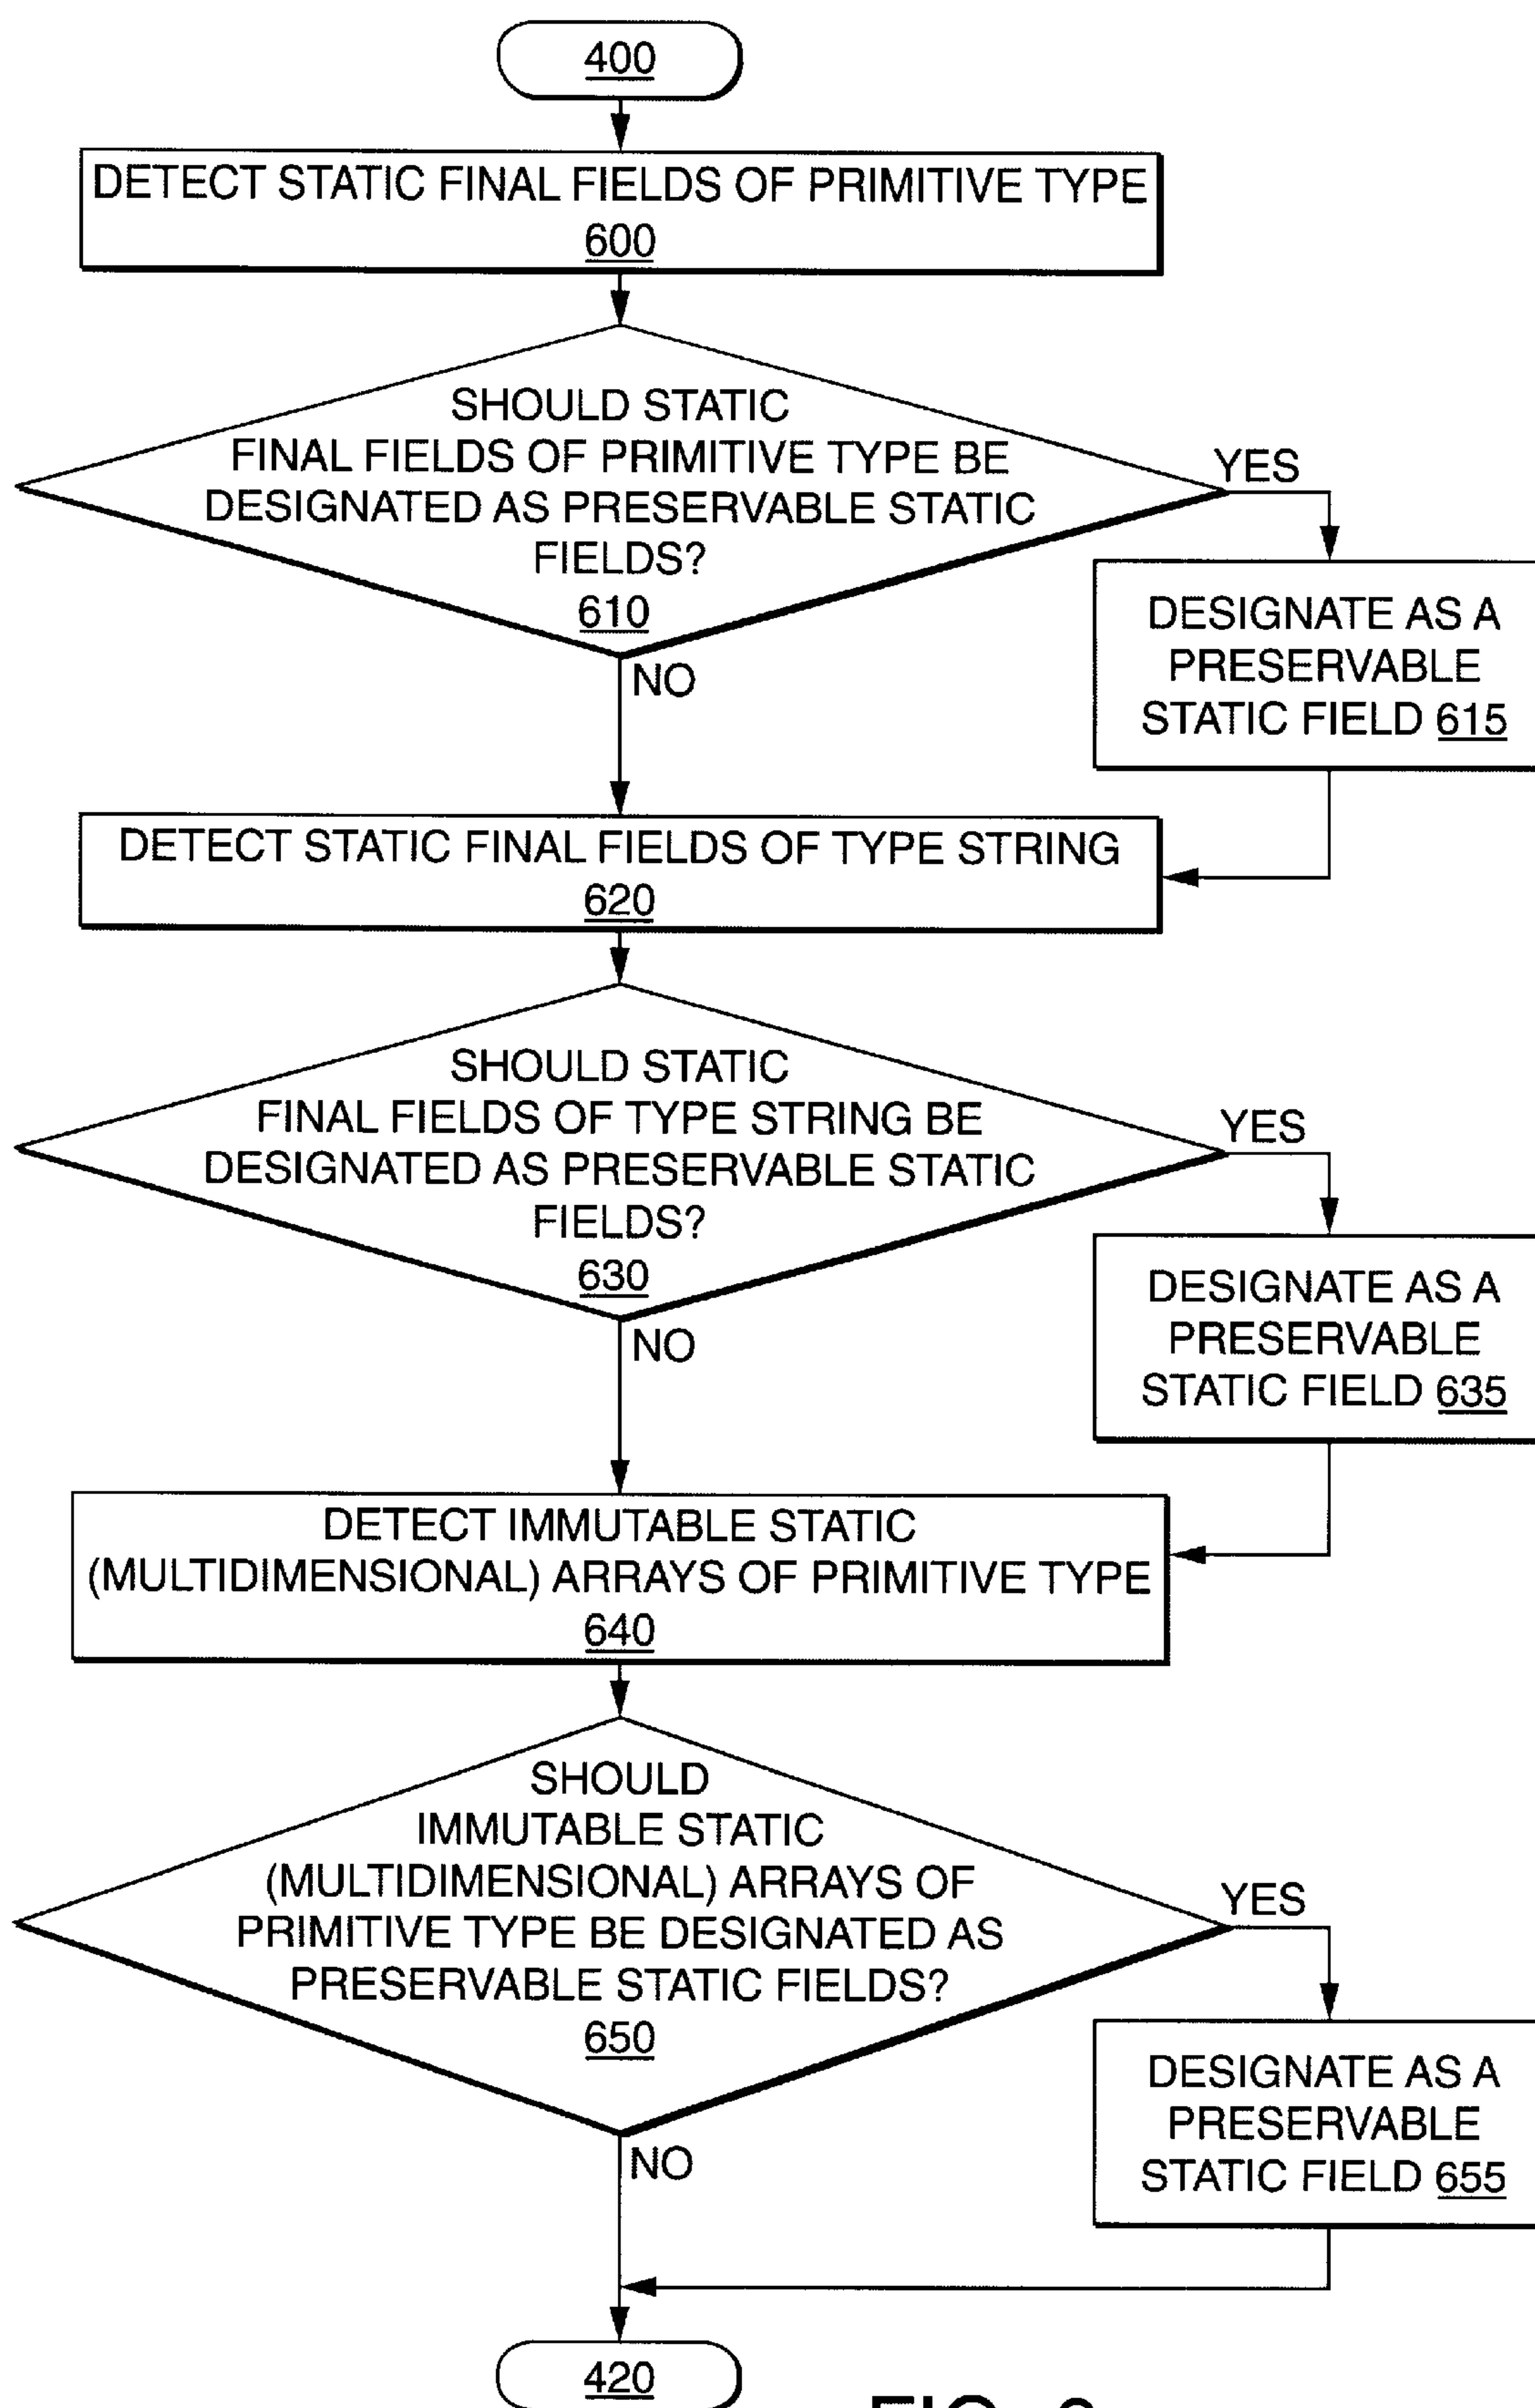 400
DETECT STATIC FINAL FIELDS OF PRIMITIVE TYPE
600
SHOULD STATIC
FINAL FIELDS OF PRIMITIVE TYPE BE
DESIGNATED AS PRESERVABLE STATIC
FIELDS?
610
YES
NO
DESIGNATE AS A
PRESERVABLE
STATIC FIELD 615
DETECT STATIC FINAL FIELDS OF TYPE STRING
620
SHOULD STATIC
FINAL FIELDS OF TYPE STRING BE
DESIGNATED AS PRESERVABLE STATIC
FIELDS?
630
YES
NO
DESIGNATE AS A
PRESERVABLE
STATIC FIELD 635
DETECT IMMUTABLE STATIC
(MULTIDIMENSIONAL) ARRAYS OF PRIMITIVE TYPE
640
SHOULD
IMMUTABLE STATIC
(MULTIDIMENSIONAL) ARRAYS OF
PRIMITIVE TYPE BE DESIGNATED AS
PRESERVABLE STATIC FIELDS?
650
YES
NO
DESIGNATE AS A
PRESERVABLE
STATIC FIELD 655
420